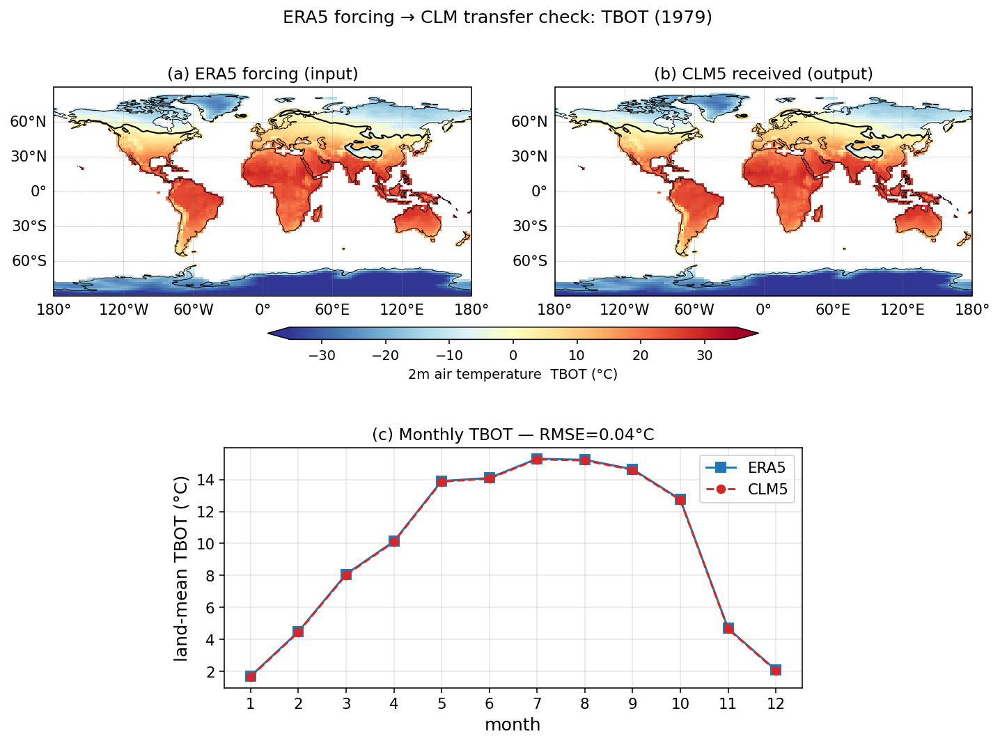 ERA5 forcing → CLM transfer check: TBOT (1979)
(a) ERA5 forcing (input)
(b) CLM5 received (output)
60°N
30°N
0°
30°S
60°S
180° 120°W 60°W 0° 60°E 120°E 180°
60°N
30°N
0°
30°S
60°S
180° 120°W 60°W 0° 60°E 120°E 180°
−30 −20 −10 0 10 20 30
2m air temperature TBOT (°C)
(c) Monthly TBOT — RMSE=0.04°C
land-mean TBOT (°C)
14
12
10
8
6
4
2
ERA5
CLM5
1 2 3 4 5 6 7 8 9 10 11 12
month